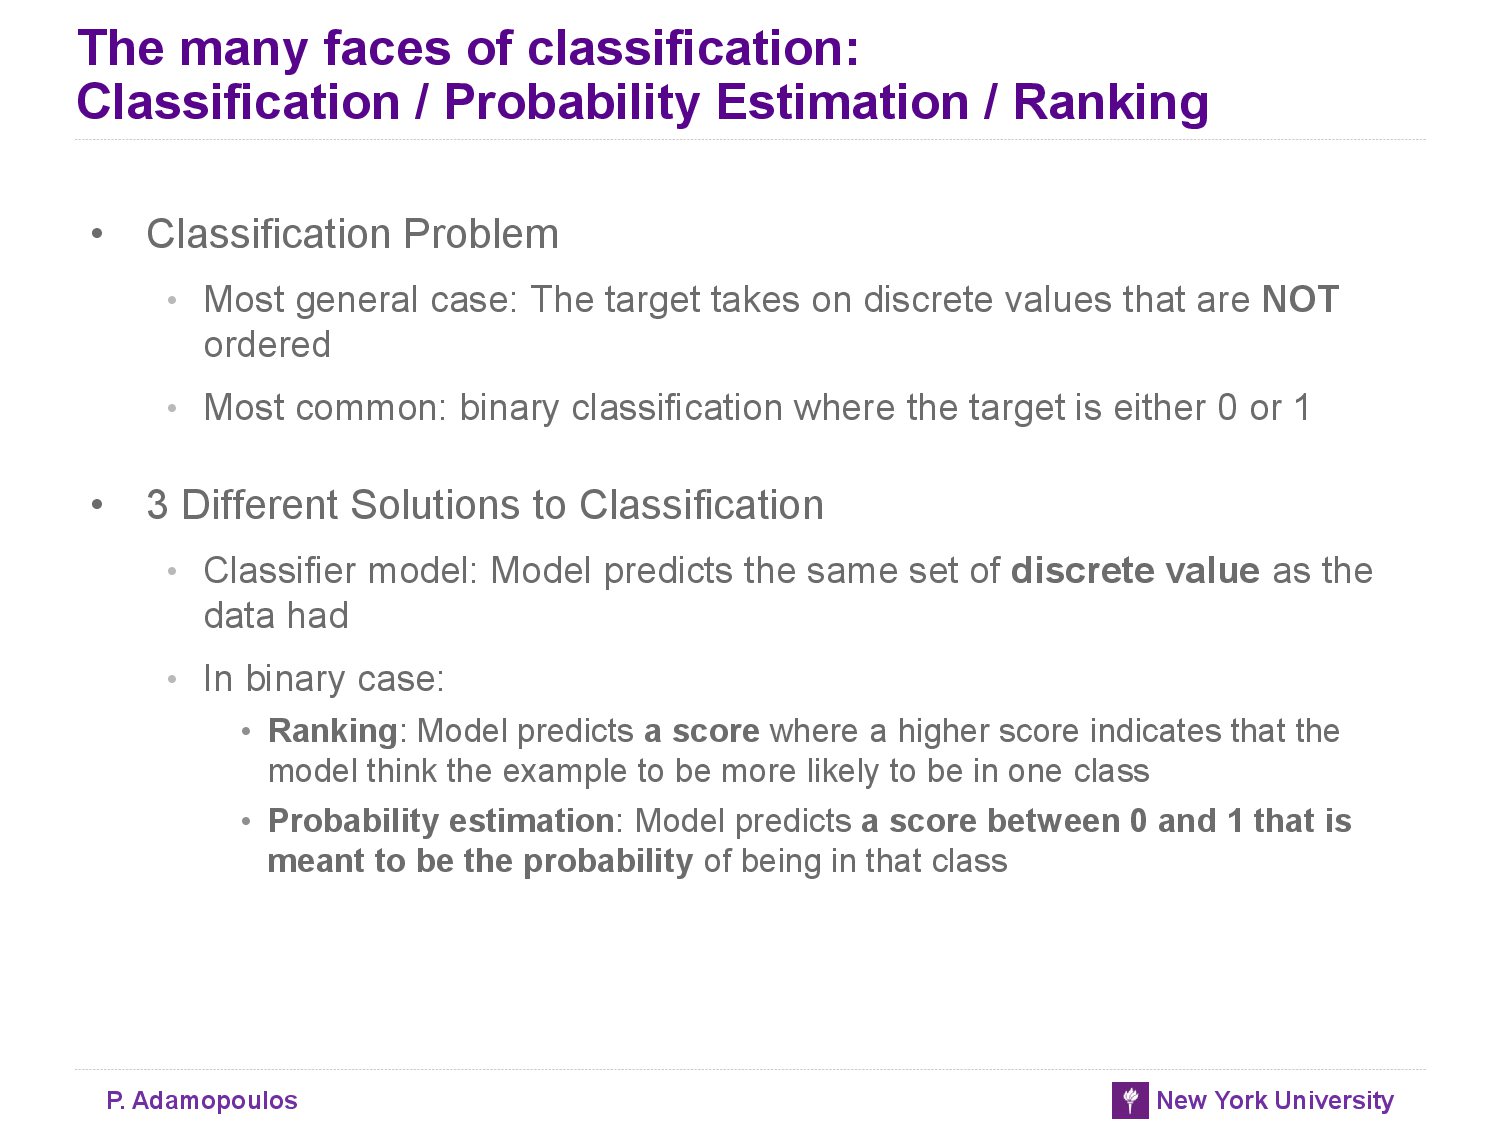 The many faces of classification:
Classification / Probability Estimation / Ranking
• Classification Problem
• Most general case: The target takes on discrete values that are NOT
ordered
• Most common: binary classification where the target is either 0 or 1
• 3 Different Solutions to Classification
• Classifier model: Model predicts the same set of discrete value as the
data had
• In binary case:
• Ranking: Model predicts a score where a higher score indicates that the
model think the example to be more likely to be in one class
• Probability estimation: Model predicts a score between 0 and 1 that is
meant to be the probability of being in that class
P. Adamopoulos
New York University